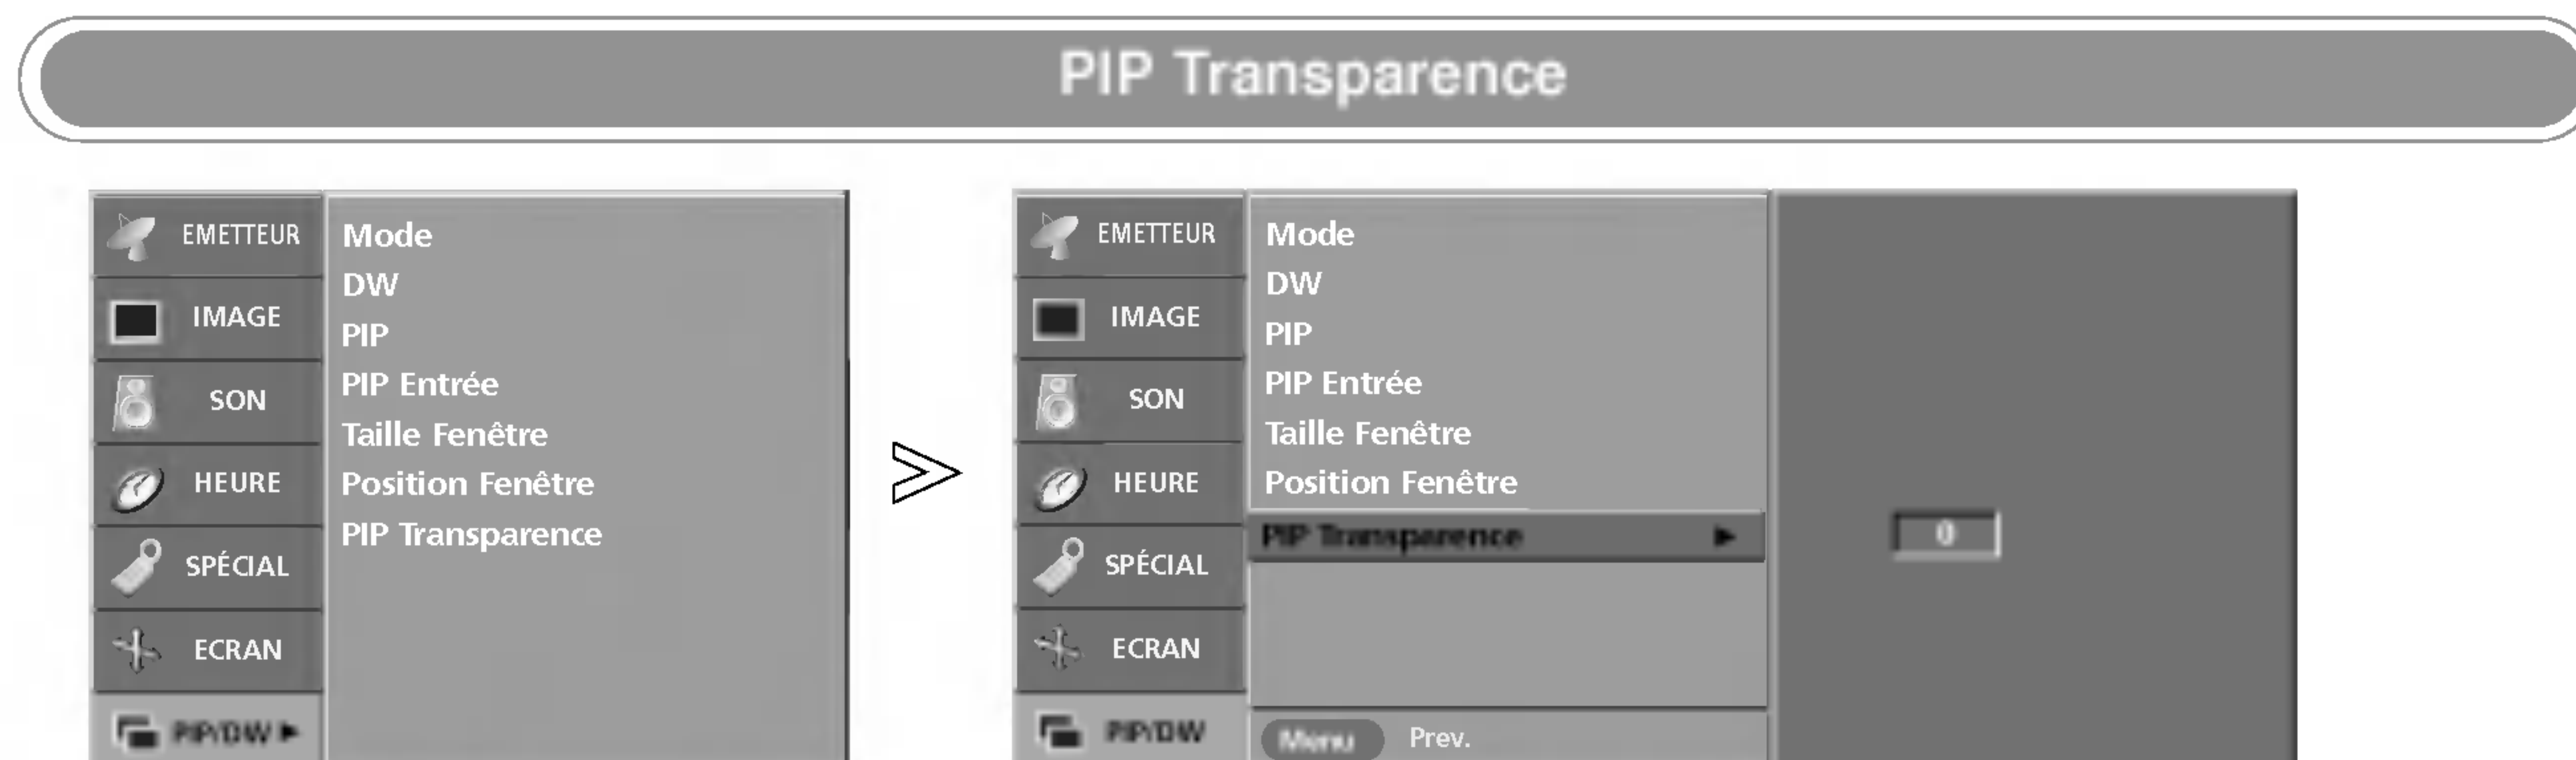 PIP Transparence
EMETTEUR
IMAGE
SON
HEURE
SPÉCIAL
ECRAN
PIP/DW ►
Mode
DW
PIP
PIP Entrée
Taille Fenêtre
Position Fenêtre
PIP Transparence
EMETTEUR
IMAGE
SON
HEURE
SPÉCIAL
ECRAN
PIP/DW
Mode
DW
PIP
PIP Entrée
Taille Fenêtre
Position Fenêtre
PIP Transparence ►
0
Menu Prev.